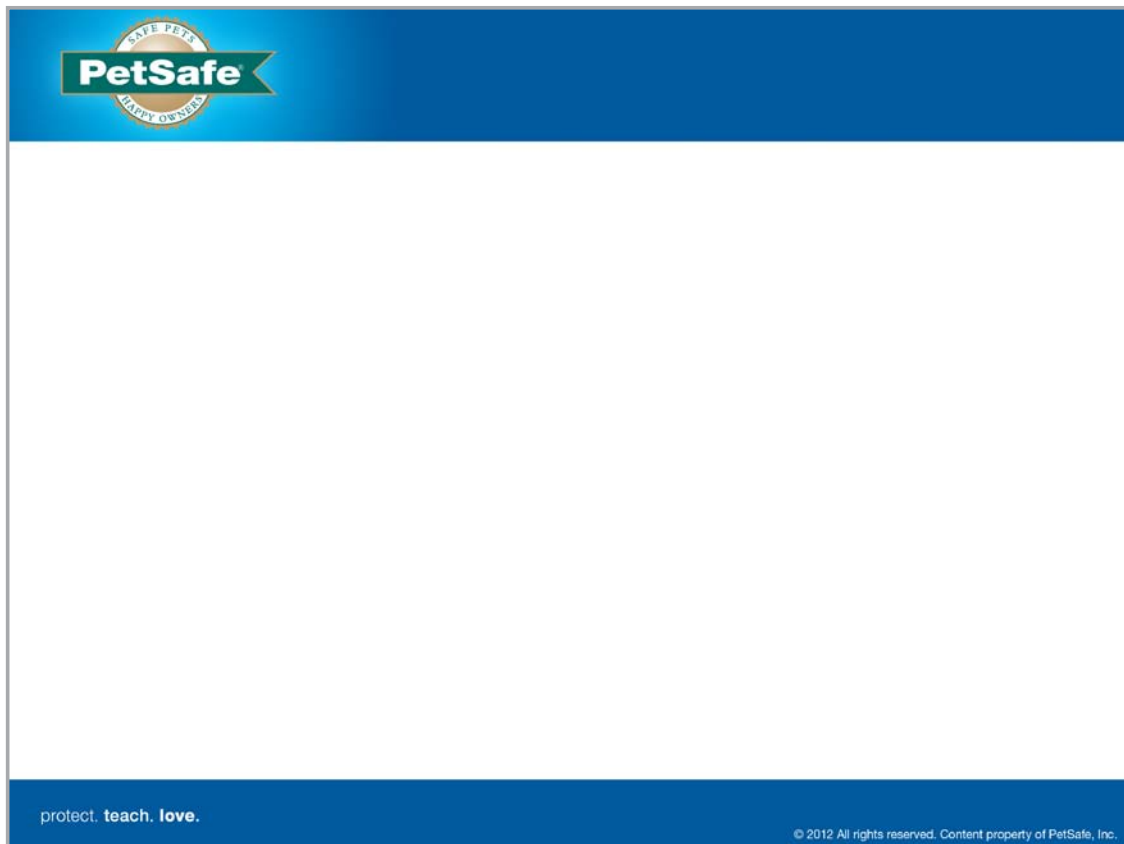 SAFE PETS
PetSafe®
HAPPY OWNERS
protect. teach. love.
© 2012 All rights reserved. Content property of PetSafe, Inc.